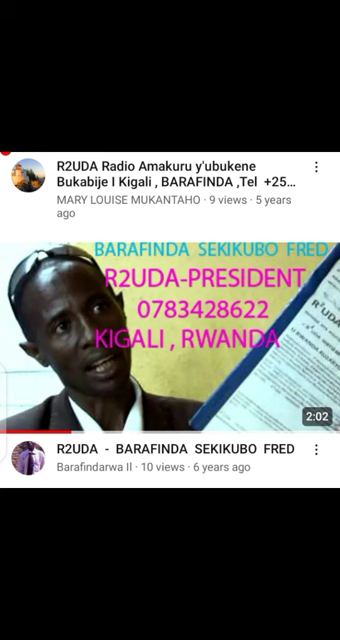 R2UDA Radio Amakuru y'ubukene
Bukabije I Kigali , BARAFINDA ,Tel +25...
MARY LOUISE MUKANTAHO · 9 views · 5 years
ago
BARAFINDA SEKIKUBO FRED
R2UDA-PRESIDENT
0783428622
KIGALI , RWANDA
2:02
R2UDA - BARAFINDA SEKIKUBO FRED
Barafindarwa II · 10 views · 6 years ago